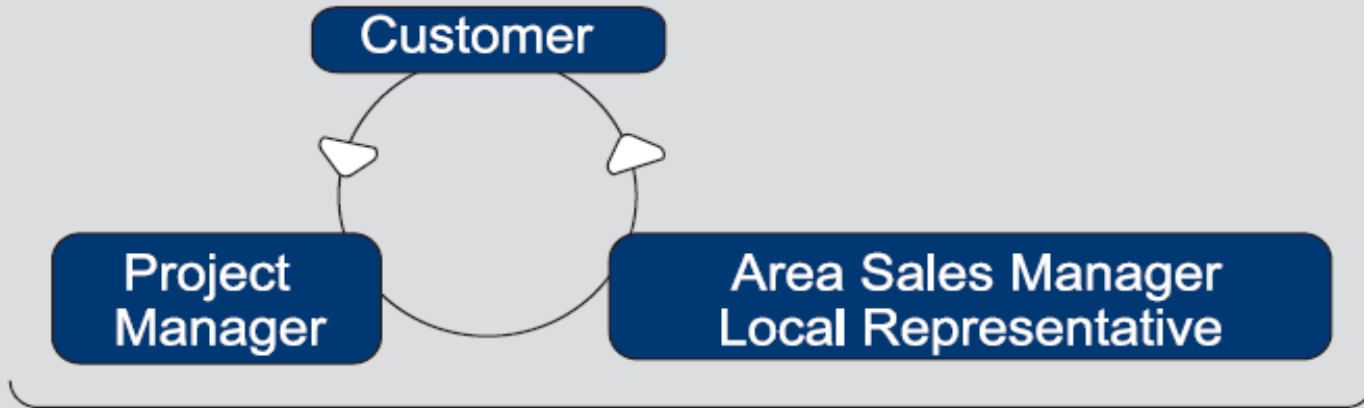 Customer
Project
Manager
Area Sales Manager
Local Representative